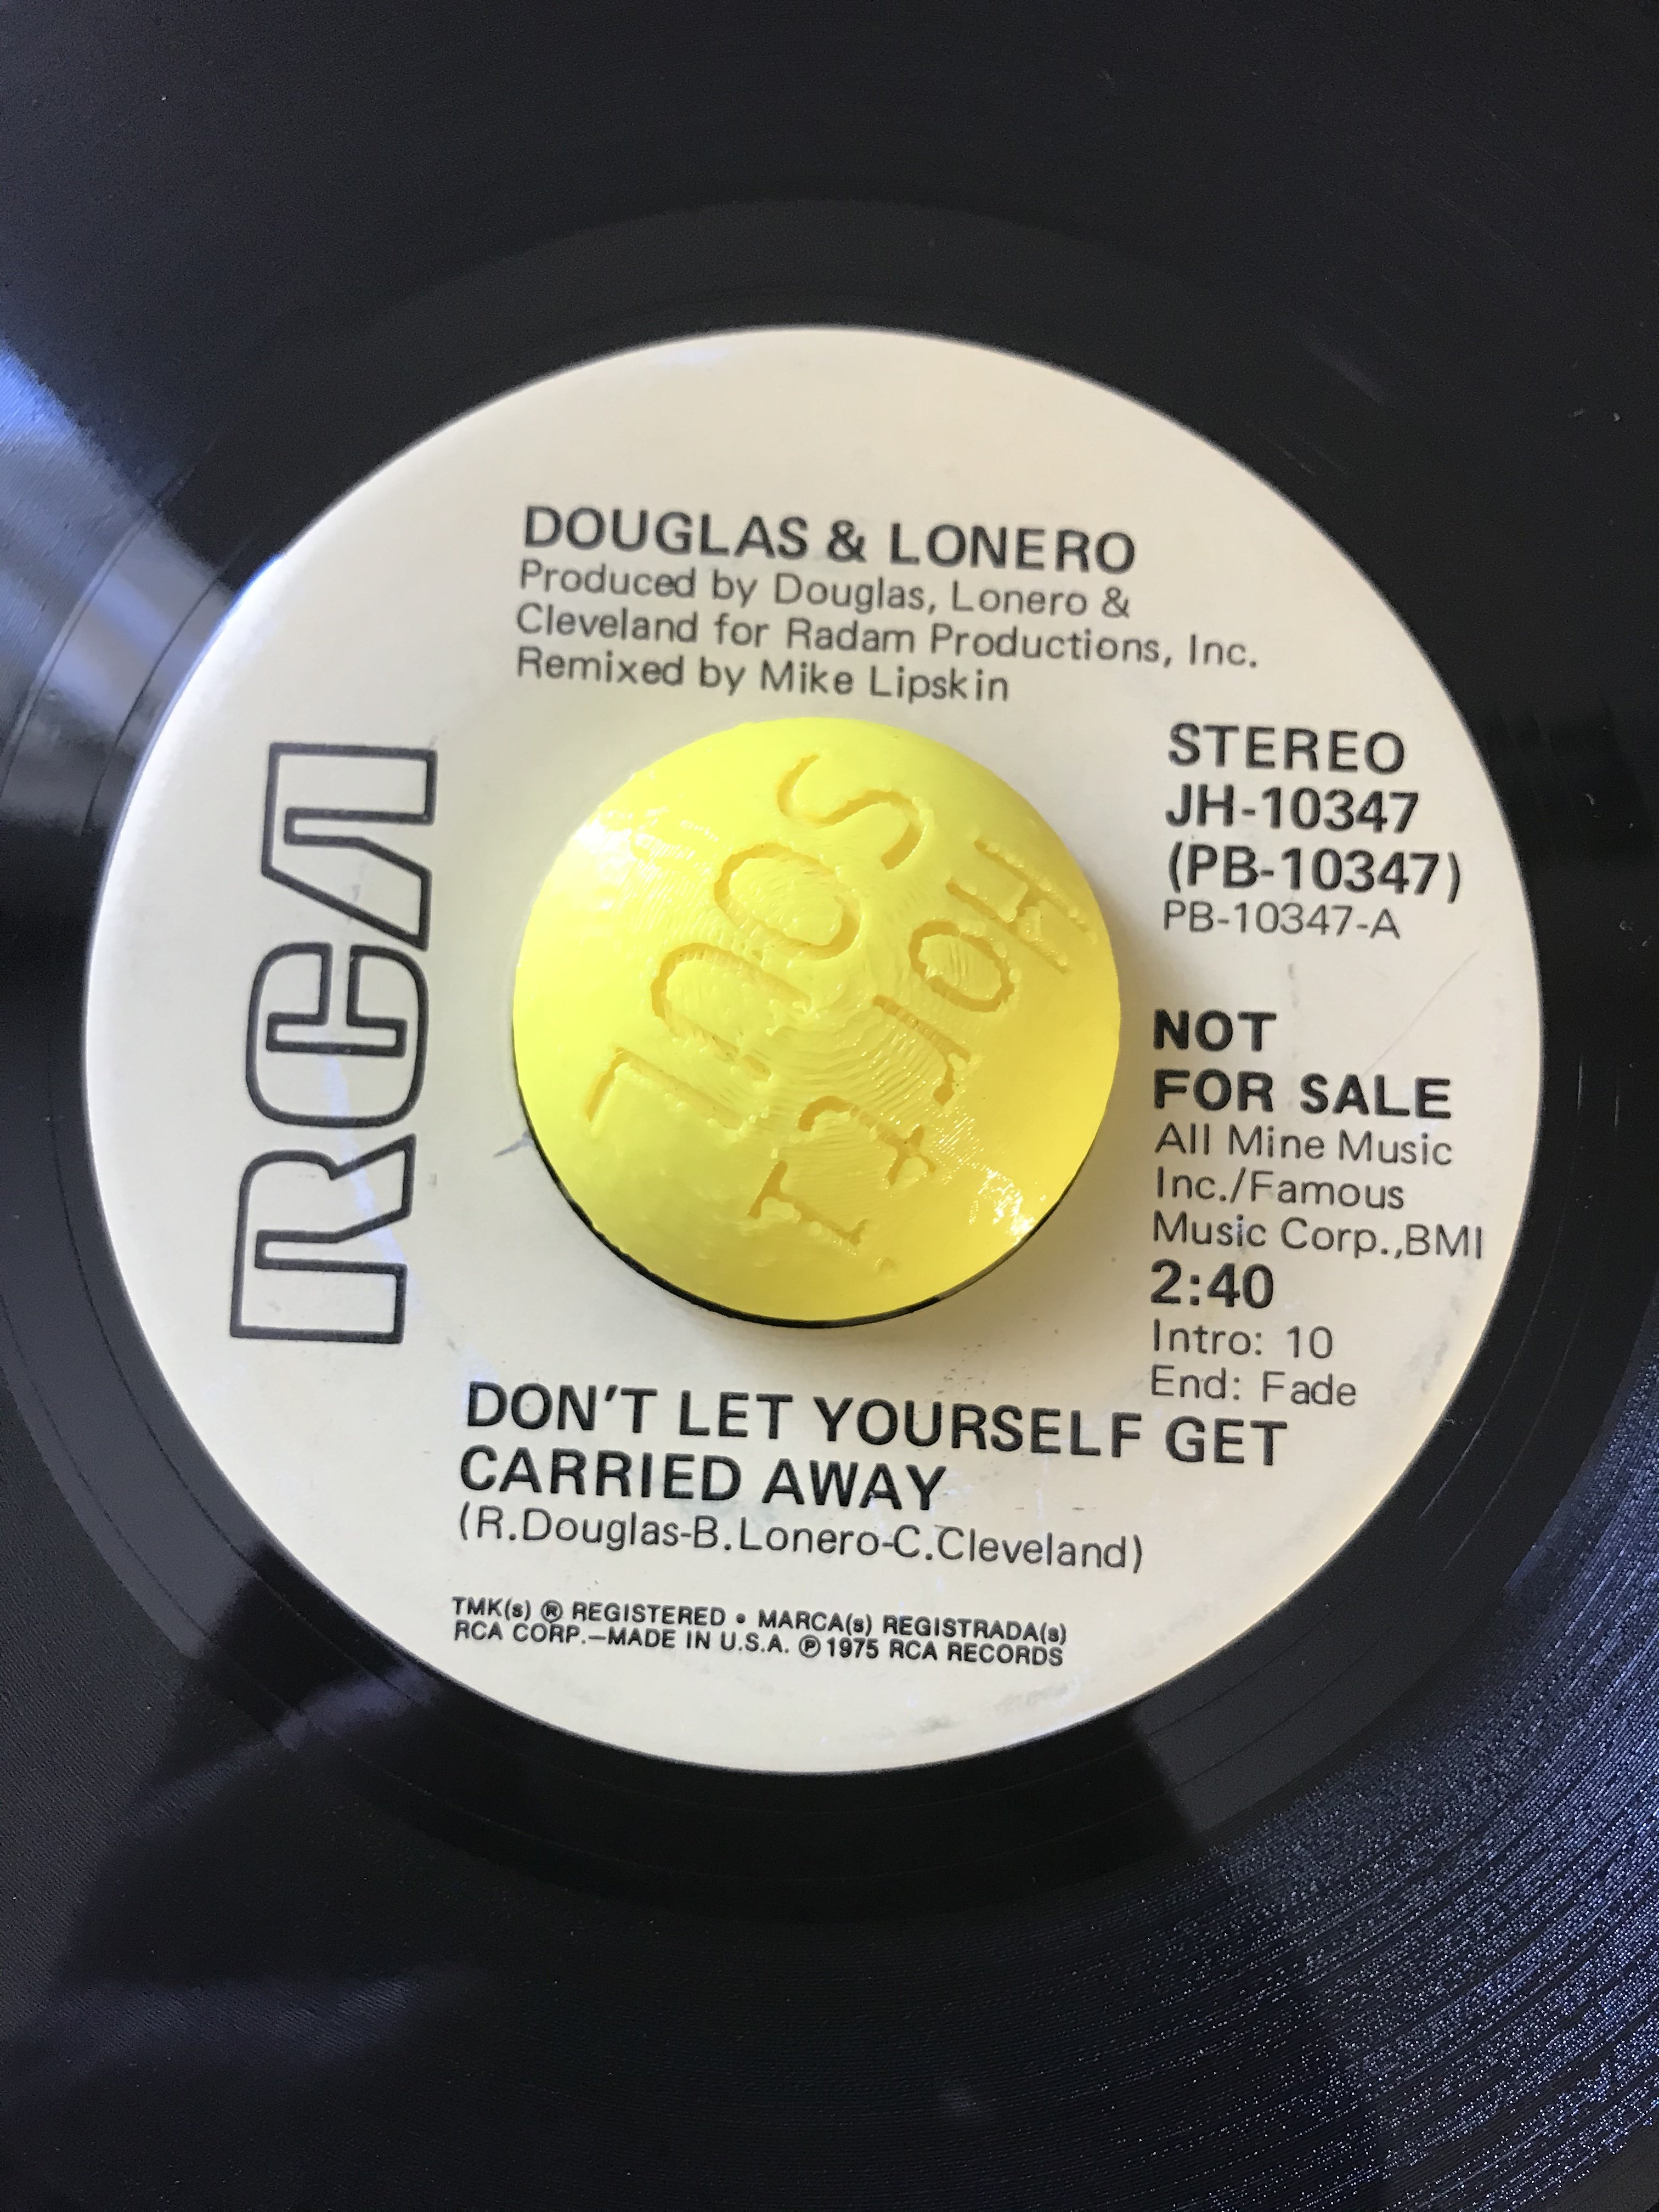 DOUGLAS & LONERO
Produced by Douglas, Lonero &
Cleveland for Radam Productions, Inc.
Remixed by Mike Lipskin
RCA
STEREO
JH-10347
(PB-10347)
PB-10347-A
NOT
FOR SALE
All Mine Music
Inc./Famous
Music Corp.,BMI
2:40
Intro: 10
End: Fade
SOUL
DON'T LET YOURSELF GET
CARRIED AWAY
(R.Douglas-B.Lonero-C.Cleveland)
TMK(s) ® REGISTERED • MARCA(s) REGISTRADA(s)
RCA CORP.—MADE IN U.S.A. ℗ 1975 RCA RECORDS